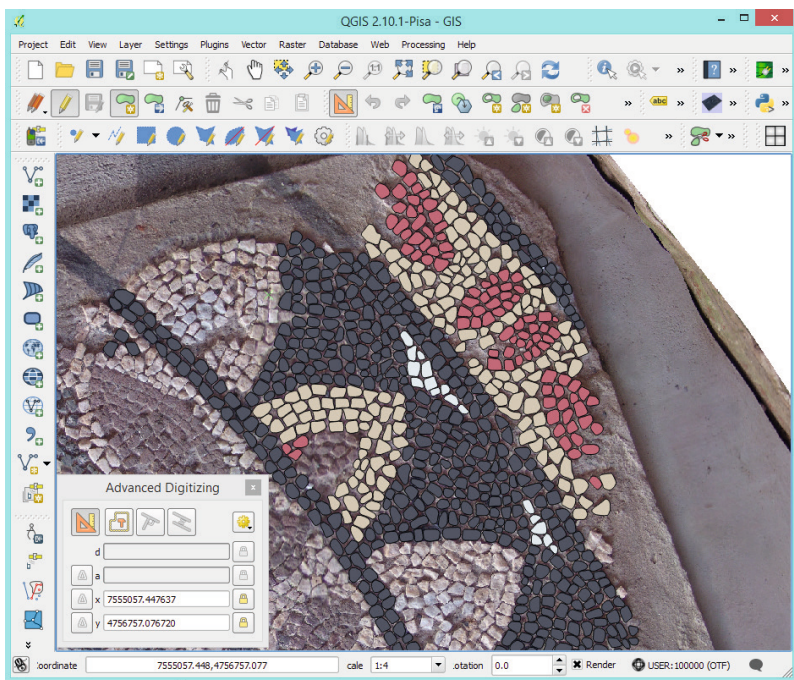 QGIS 2.10.1-Pisa - GIS
Project Edit View Layer Settings Plugins Vector Raster Database Web Processing Help
abc
Advanced Digitizing
d
a
x 7555057.447637
y 4756757.076720
:oordinate 7555057.448,4756757.077 cale 1:4 .otation 0.0 Render USER:100000 (OTF)